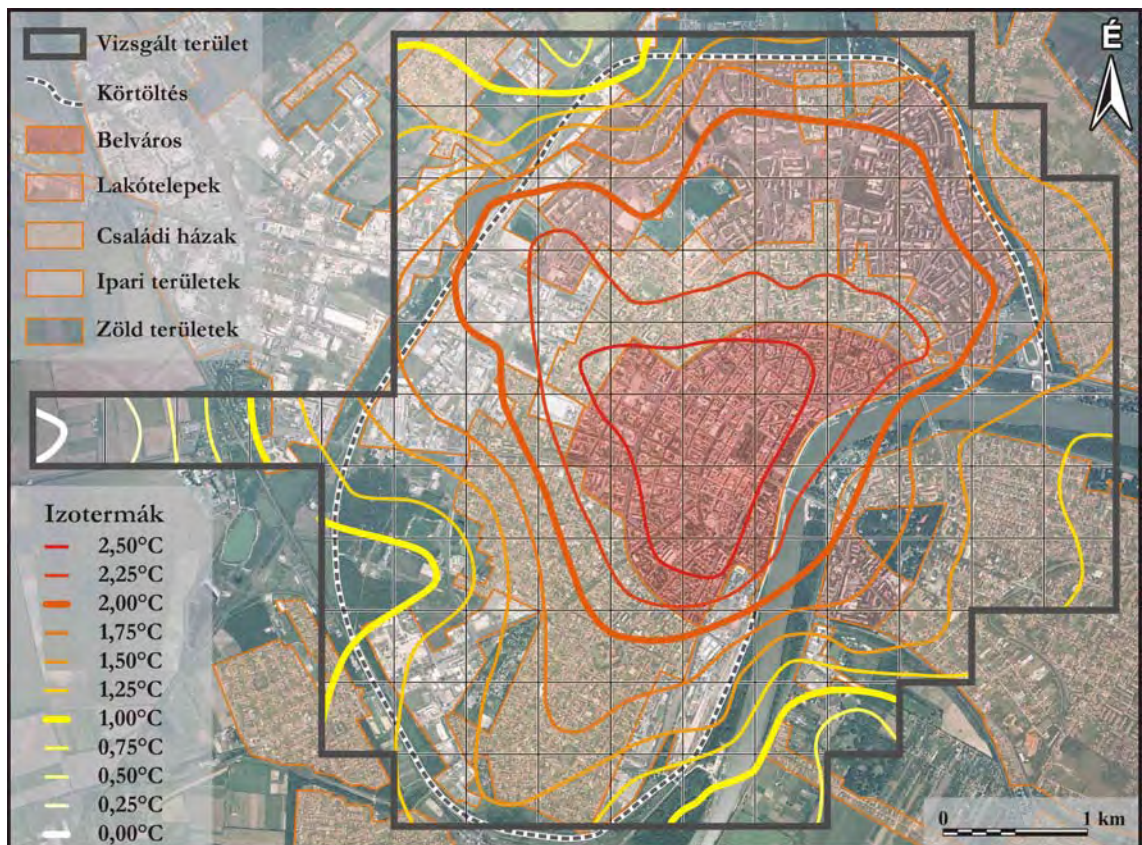 Vizsgált terület
Körtöltés
Belváros
Lakótelepek
Családi házak
Ipari területek
Zöld területek
Izotermák
2,50°C
2,25°C
2,00°C
1,75°C
1,50°C
1,25°C
1,00°C
0,75°C
0,50°C
0,25°C
0,00°C
É
0 1 km